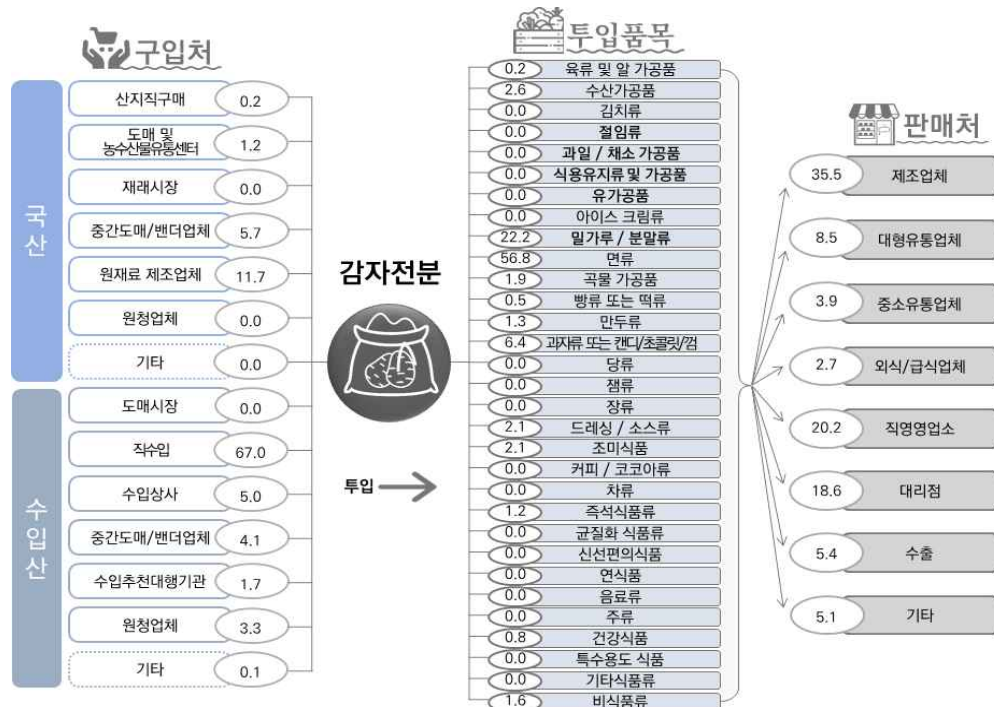 구입처
국산
산지직구매 0.2
도매 및
농수산물유통센터 1.2
재래시장 0.0
중간도매/밴더업체 5.7
원재료 제조업체 11.7
원청업체 0.0
기타 0.0
수입산
도매시장 0.0
직수입 67.0
수입상사 5.0
중간도매/밴더업체 4.1
수입추천대행기관 1.7
원청업체 3.3
기타 0.1
감자전분
투입
투입품목
0.2 육류 및 알 가공품
2.6 수산가공품
0.0 김치류
0.0 절임류
0.0 과일 / 채소 가공품
0.0 식용유지류 및 가공품
0.0 유가공품
0.0 아이스 크림류
22.2 밀가루 / 분말류
56.8 면류
1.9 곡물 가공품
0.5 빵류 또는 떡류
1.3 만두류
6.4 과자류 또는 캔디/초콜릿/껌
0.0 당류
0.0 잼류
0.0 장류
2.1 드레싱 / 소스류
2.1 조미식품
0.0 커피 / 코코아류
0.0 차류
1.2 즉석식품류
0.0 균질화 식품류
0.0 신선편의식품
0.0 연식품
0.0 음료류
0.0 주류
0.8 건강식품
0.0 특수용도 식품
0.0 기타식품류
1.6 비식품류
판매처
35.5 제조업체
8.5 대형유통업체
3.9 중소유통업체
2.7 외식/급식업체
20.2 직영영업소
18.6 대리점
5.4 수출
5.1 기타